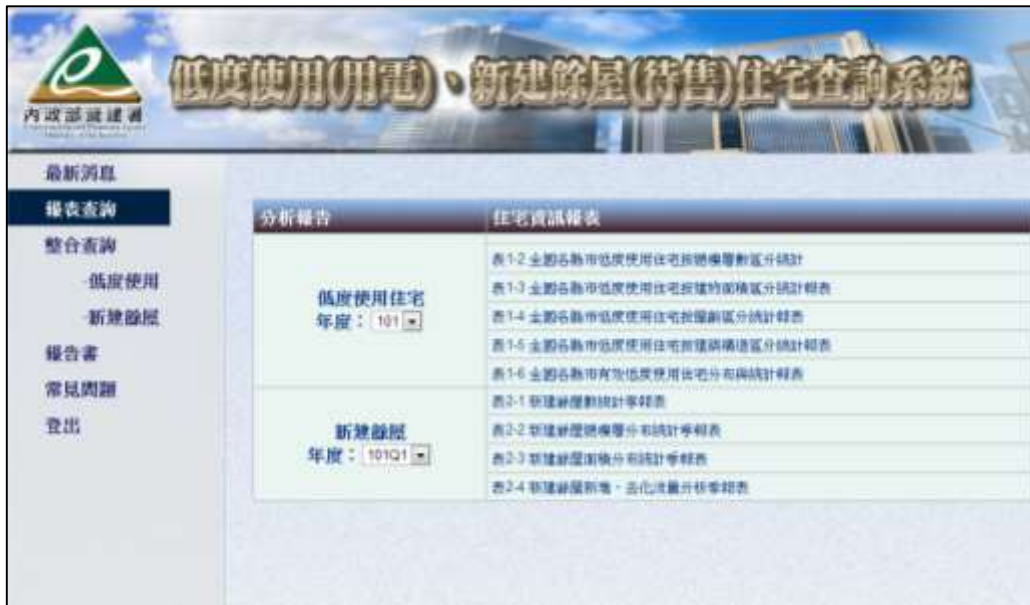 低度使用(用電)、新建餘屋(待售)住宅查詢系統
內政部營建署
最新消息
報表查詢
整合查詢
-低度使用
-新建餘屋
報告書
常見問題
登出
分析報告
住宅資訊報表
低度使用住宅
年度：101
表1-2 全國各縣市低度使用住宅按總樓層數區分統計
表1-3 全國各縣市低度使用住宅按建物面積區分統計報表
表1-4 全國各縣市低度使用住宅按屋齡區分統計報表
表1-5 全國各縣市低度使用住宅按建築構造區分統計報表
表1-6 全國各縣市有效低度使用住宅分布與統計報表
新建餘屋
年度：101Q1
表2-1 新建餘屋數統計季報表
表2-2 新建餘屋總樓層分布統計季報表
表2-3 新建餘屋面積分布統計季報表
表2-4 新建餘屋新增、去化流量分析季報表